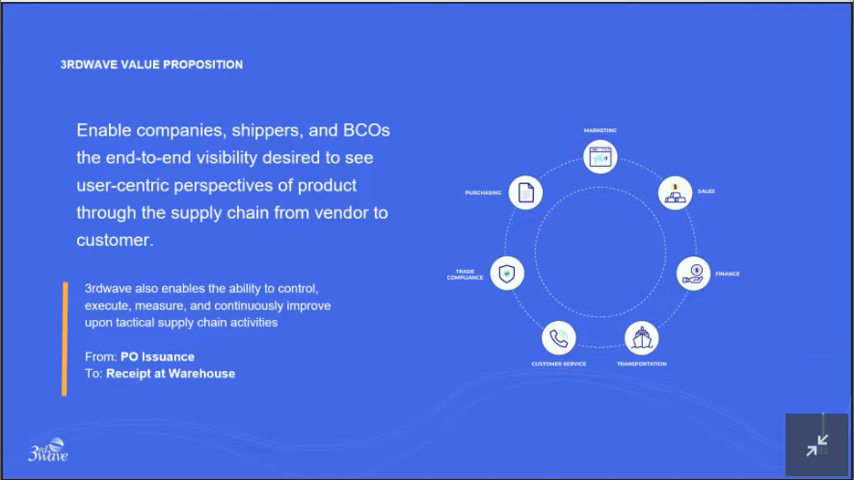 3RDWAVE VALUE PROPOSITION
Enable companies, shippers, and BCOs
the end-to-end visibility desired to see
user-centric perspectives of product
through the supply chain from vendor to
customer.
3rdwave also enables the ability to control,
execute, measure, and continuously improve
upon tactical supply chain activities
From: PO Issuance
To: Receipt at Warehouse
MARKETING
PURCHASING
SALES
TRADE
COMPLIANCE
FINANCE
CUSTOMER SERVICE
TRANSPORTATION
3rd
wave